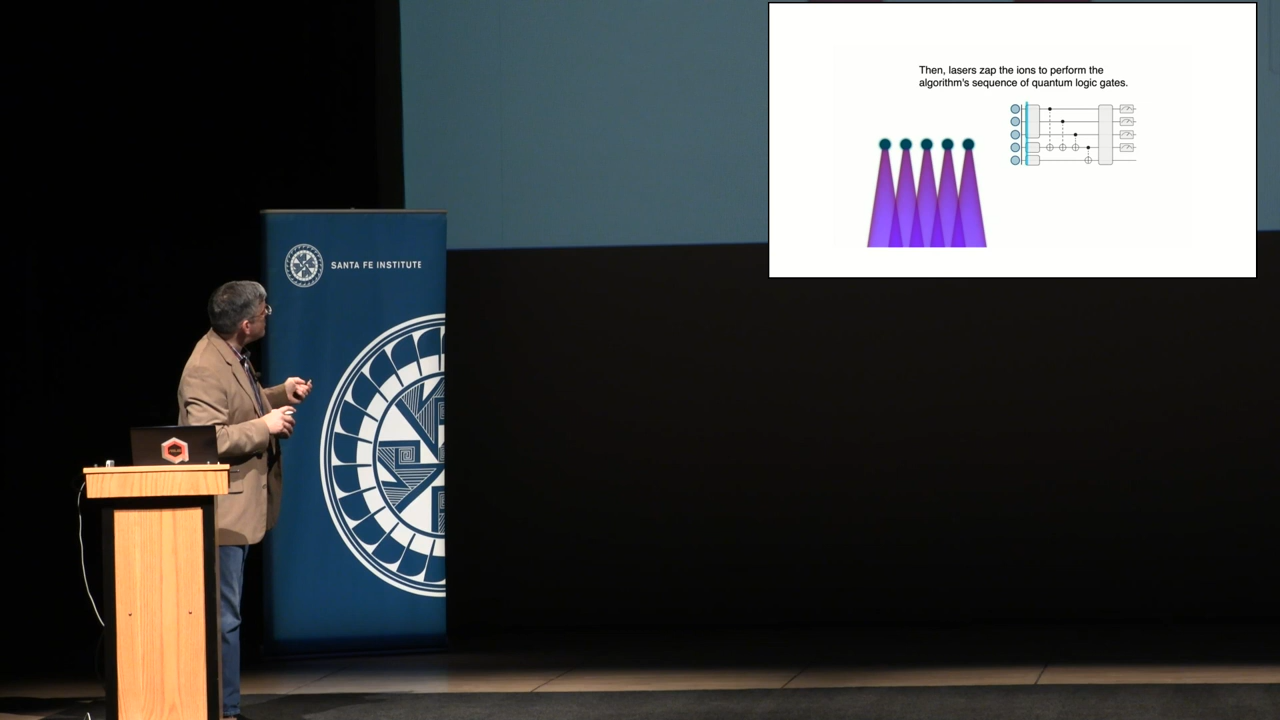 Then, lasers zap the ions to perform the
algorithm's sequence of quantum logic gates.
SANTA FE INSTITUTE